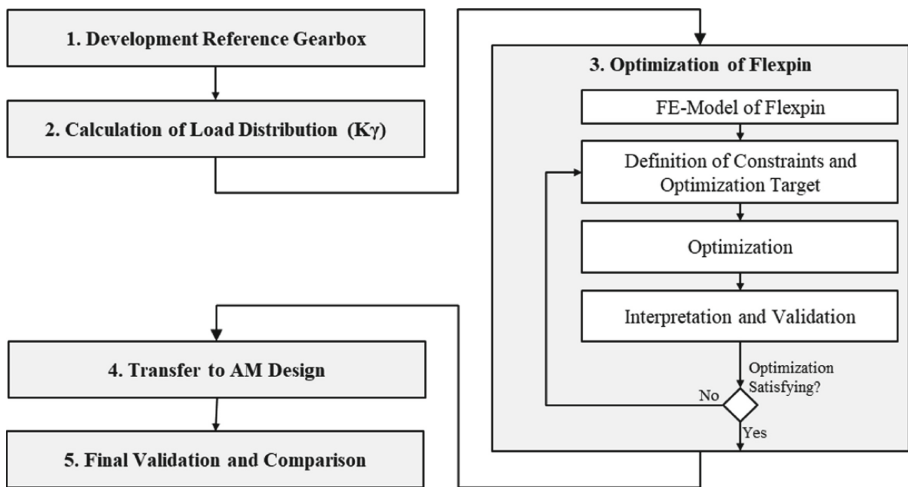 1. Development Reference Gearbox
2. Calculation of Load Distribution (Kγ)
3. Optimization of Flexpin
FE-Model of Flexpin
Definition of Constraints and
Optimization Target
Optimization
Interpretation and Validation
Optimization
Satisfying?
No
Yes
4. Transfer to AM Design
5. Final Validation and Comparison